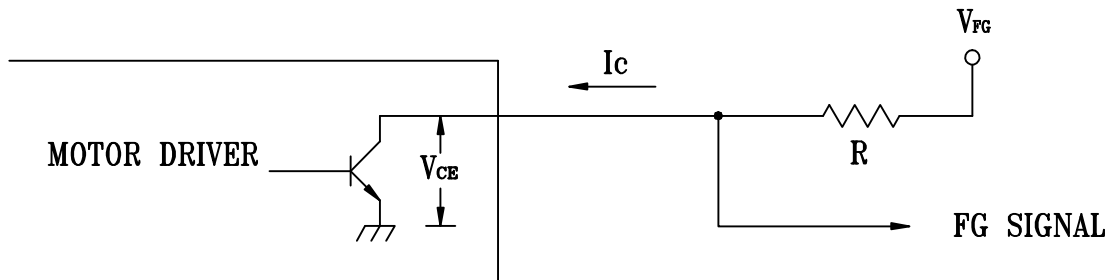 VFG
Ic
MOTOR DRIVER
VCE
R
FG SIGNAL